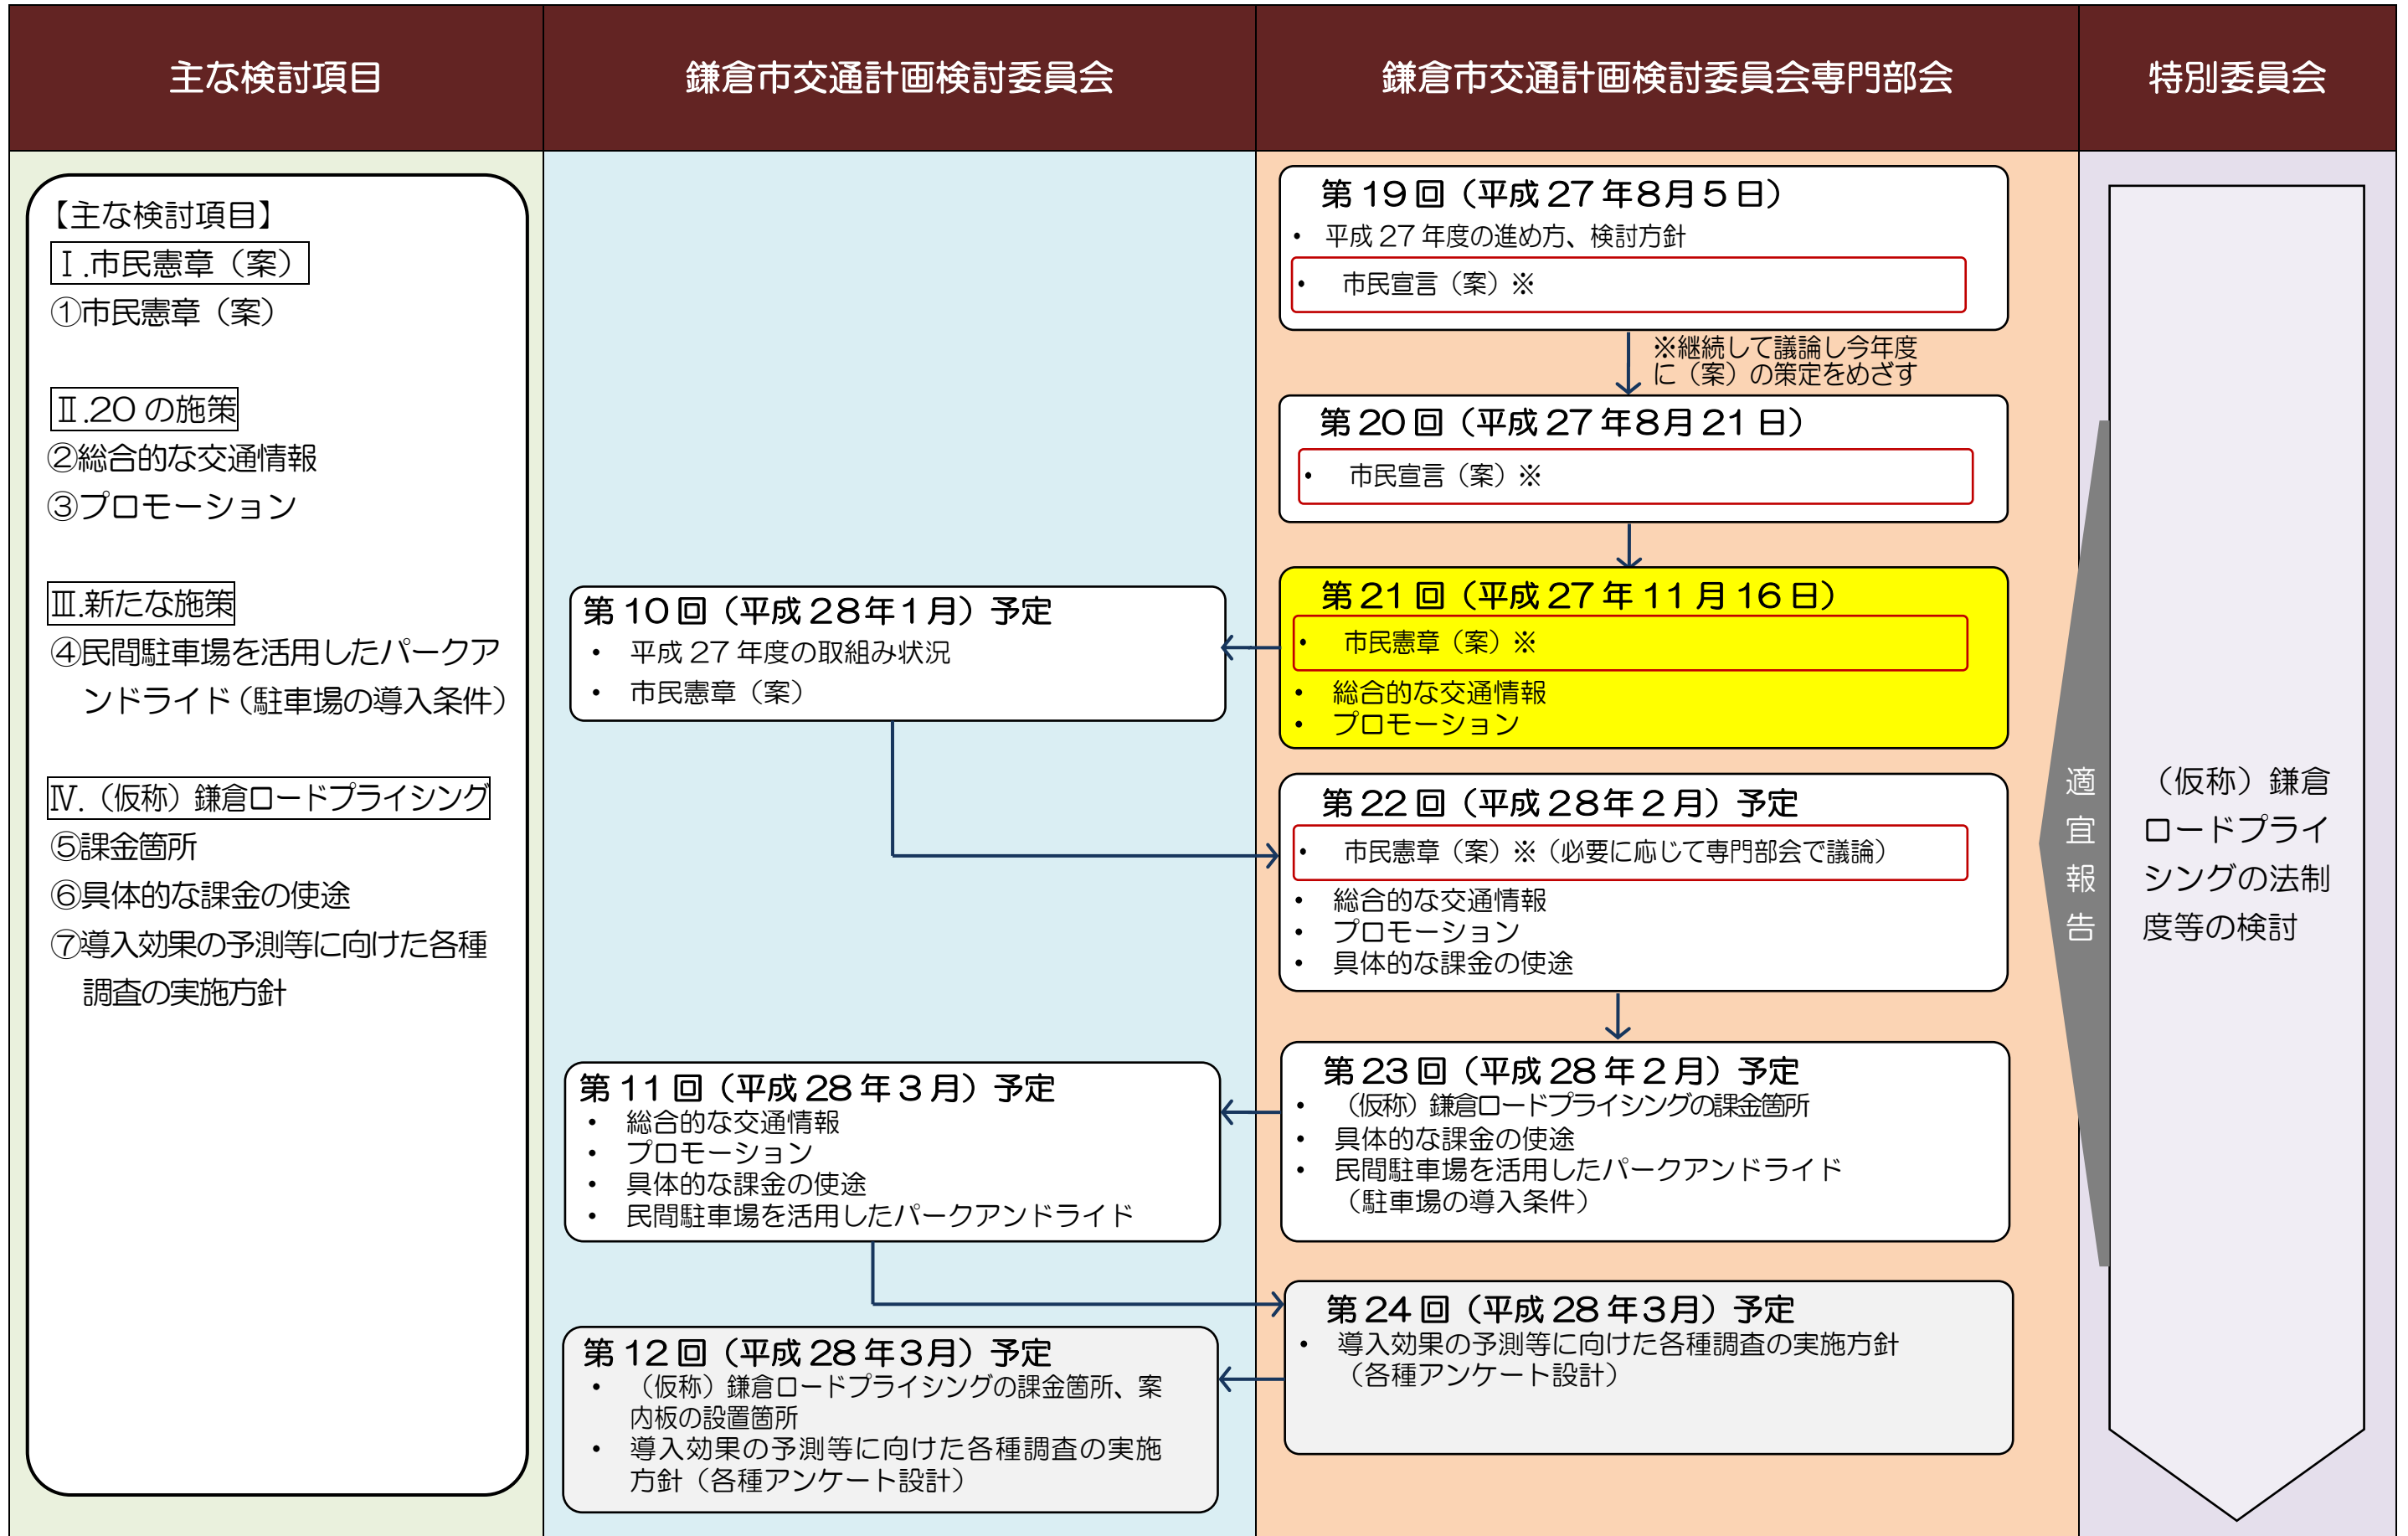 主な検討項目
鎌倉市交通計画検討委員会
鎌倉市交通計画検討委員会専門部会
特別委員会
【主な検討項目】
Ⅰ.市民憲章（案）
①市民憲章（案）
Ⅱ.20の施策
②総合的な交通情報
③プロモーション
Ⅲ.新たな施策
④民間駐車場を活用したパークア
ンドライド（駐車場の導入条件）
Ⅳ.（仮称）鎌倉ロードプライシング
⑤課金箇所
⑥具体的な課金の使途
⑦導入効果の予測等に向けた各種
調査の実施方針
第10回（平成28年1月）予定
・ 平成27年度の取組み状況
・ 市民憲章（案）
第11回（平成28年3月）予定
・ 総合的な交通情報
・ プロモーション
・ 具体的な課金の使途
・ 民間駐車場を活用したパークアンドライド
第12回（平成28年3月）予定
・ （仮称）鎌倉ロードプライシングの課金箇所、案
内板の設置箇所
・ 導入効果の予測等に向けた各種調査の実施
方針（各種アンケート設計）
第19回（平成27年8月5日）
・ 平成27年度の進め方、検討方針
・ 市民宣言（案）※
※継続して議論し今年度
に（案）の策定をめざす
第20回（平成27年8月21日）
・ 市民宣言（案）※
第21回（平成27年11月16日）
・ 市民憲章（案）※
・ 総合的な交通情報
・ プロモーション
第22回（平成28年2月）予定
・ 市民憲章（案）※（必要に応じて専門部会で議論）
・ 総合的な交通情報
・ プロモーション
・ 具体的な課金の使途
第23回（平成28年2月）予定
・ （仮称）鎌倉ロードプライシングの課金箇所
・ 具体的な課金の使途
・ 民間駐車場を活用したパークアンドライド
（駐車場の導入条件）
第24回（平成28年3月）予定
・ 導入効果の予測等に向けた各種調査の実施方針
（各種アンケート設計）
適宜報告
（仮称）鎌倉
ロードプライ
シングの法制
度等の検討